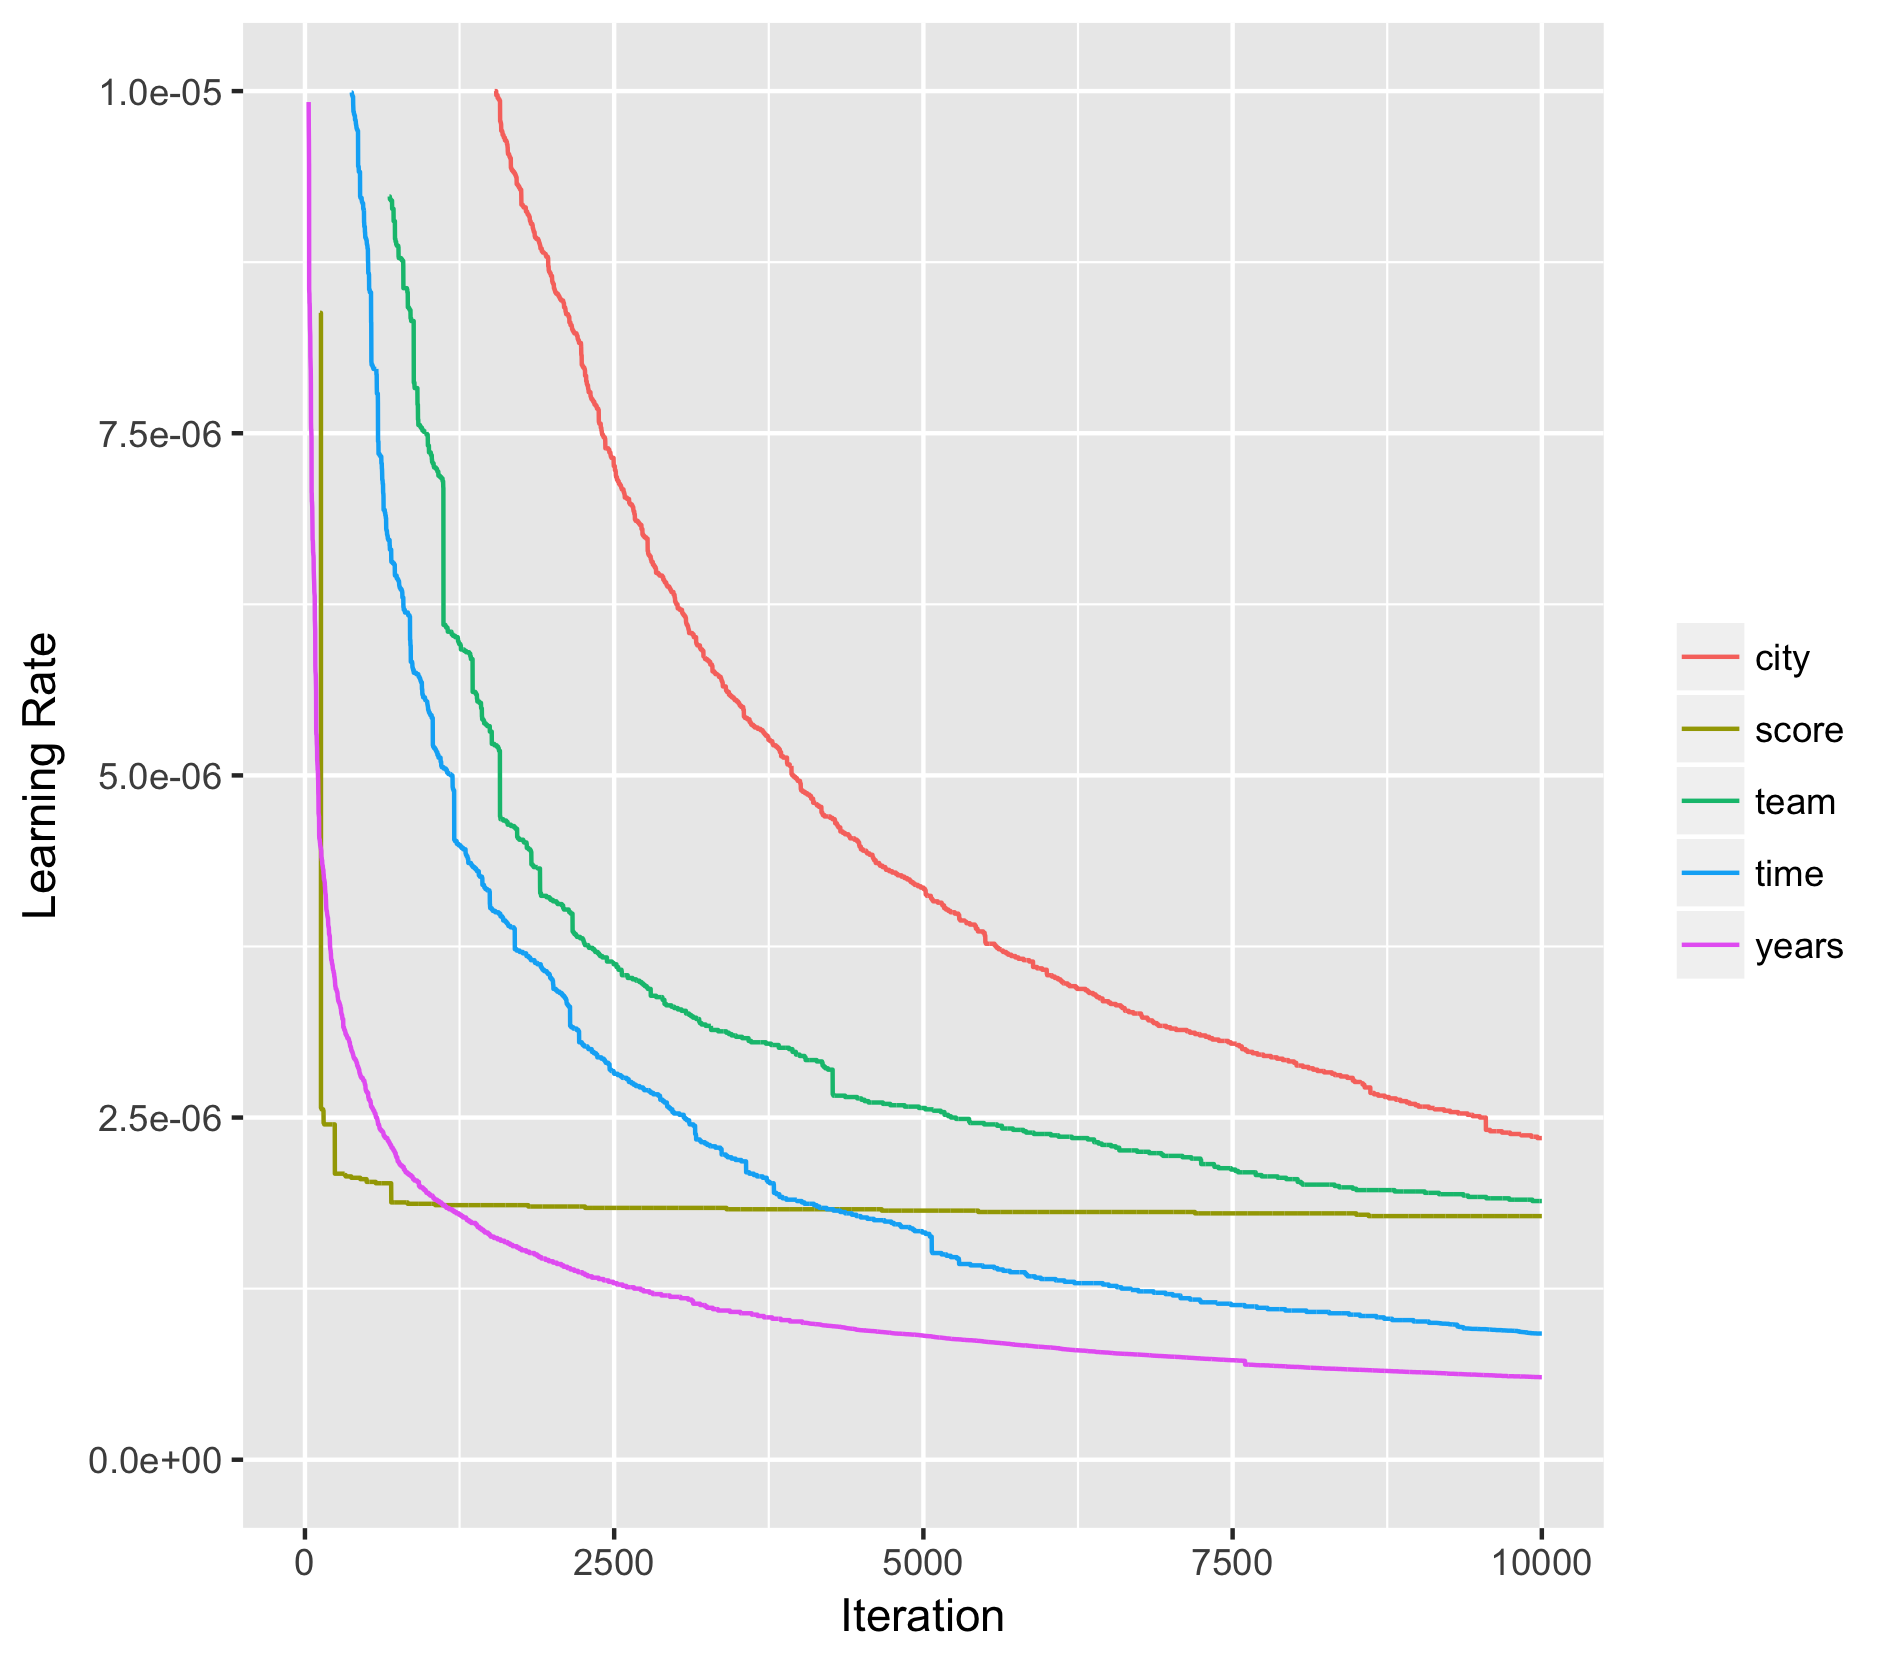 Learning Rate
1.0e-05
7.5e-06
5.0e-06
2.5e-06
0.0e+00
0 2500 5000 7500 10000
Iteration
city
score
team
time
years